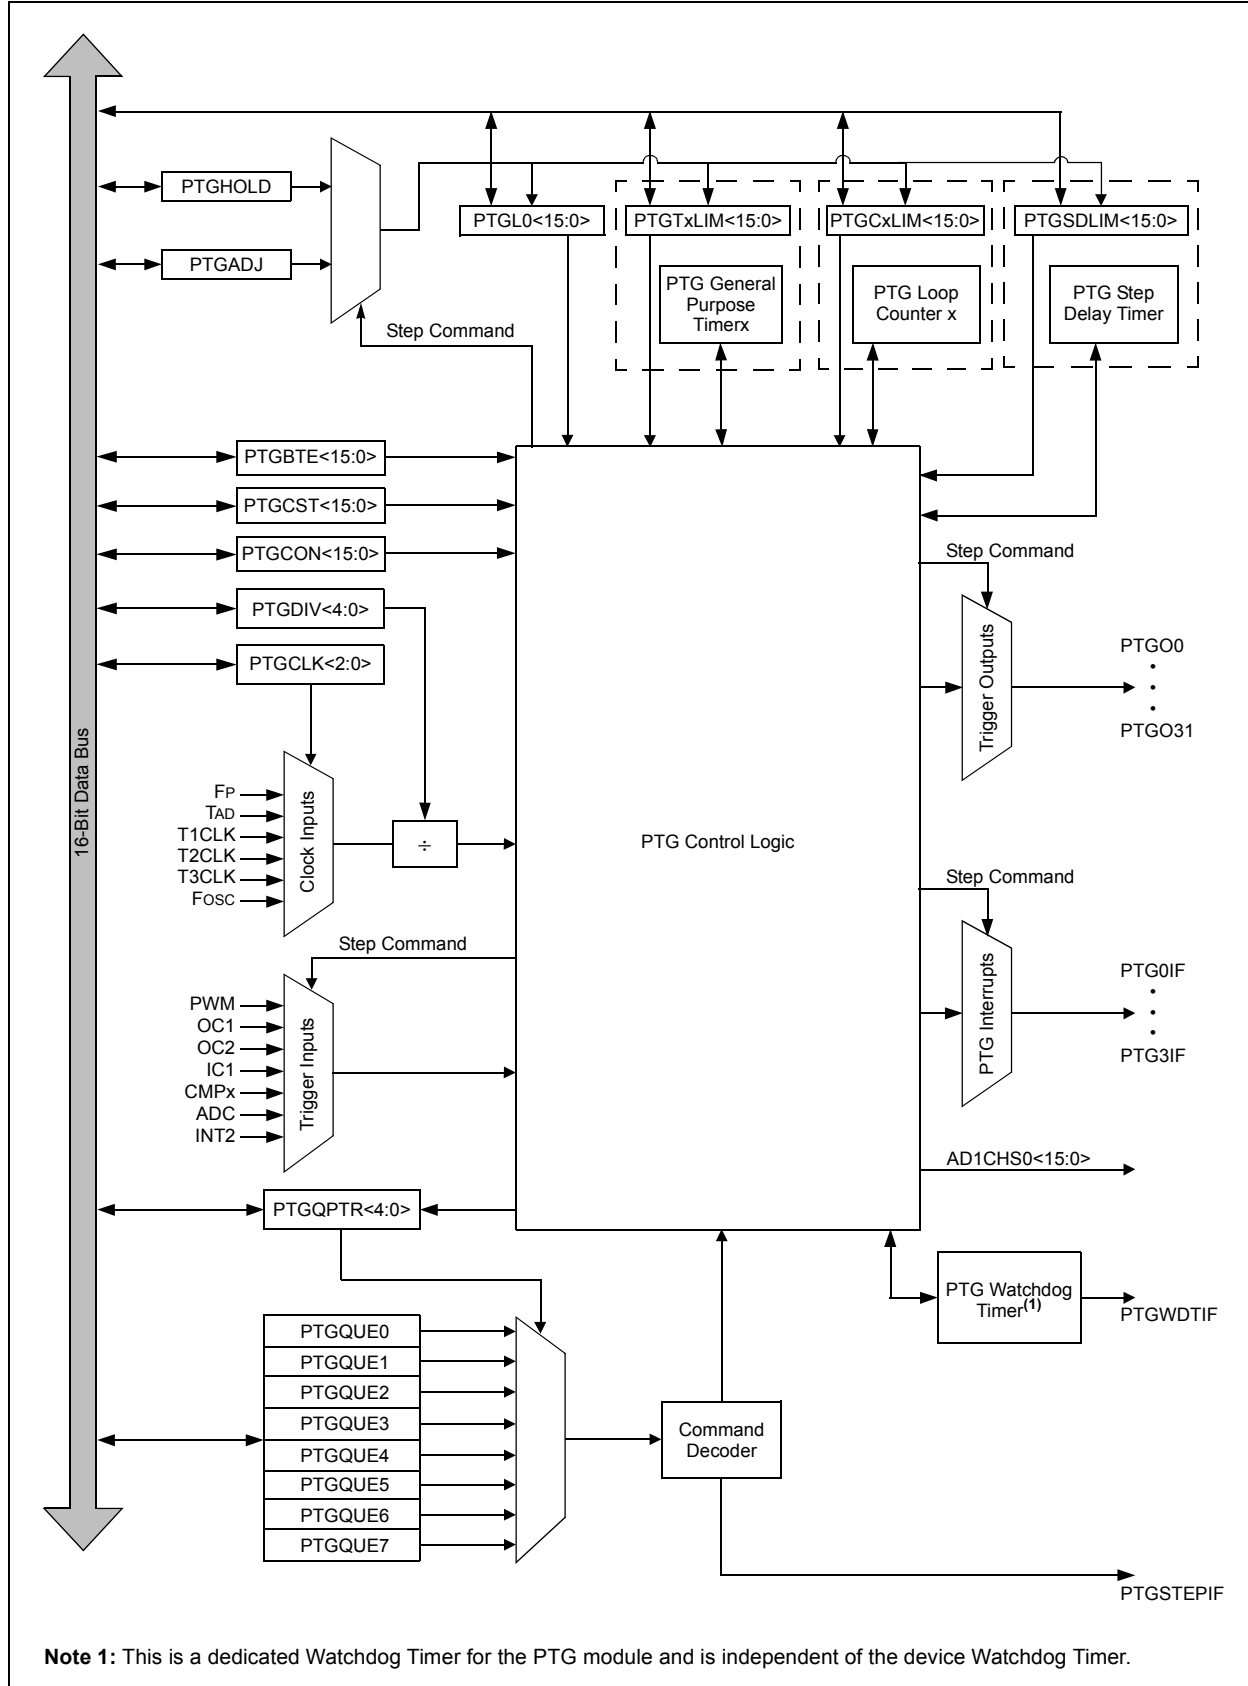 PTGHOLD
PTGADJ
PTGL0<15:0>
PTGTxLIM<15:0>
PTGCxLIM<15:0>
PTGSDLIM<15:0>
PTG General
Purpose
Timerx
PTG Loop
Counter x
PTG Step
Delay Timer
Step Command
PTGBTE<15:0>
PTGCST<15:0>
PTGCON<15:0>
PTGDIV<4:0>
PTGCLK<2:0>
16-Bit Data Bus
FP
TAD
T1CLK
T2CLK
T3CLK
FOSC
Clock Inputs
÷
PTG Control Logic
Step Command
Trigger Outputs
PTGO0
•
•
•
PTGO31
Step Command
PWM
OC1
OC2
IC1
CMPx
ADC
INT2
Trigger Inputs
Step Command
PTG Interrupts
PTG0IF
•
•
•
PTG3IF
AD1CHS0<15:0>
PTGQPTR<4:0>
PTG Watchdog
Timer(1)
PTGWDTIF
PTGQUE0
PTGQUE1
PTGQUE2
PTGQUE3
PTGQUE4
PTGQUE5
PTGQUE6
PTGQUE7
Command
Decoder
PTGSTEPIF
Note 1: This is a dedicated Watchdog Timer for the PTG module and is independent of the device Watchdog Timer.